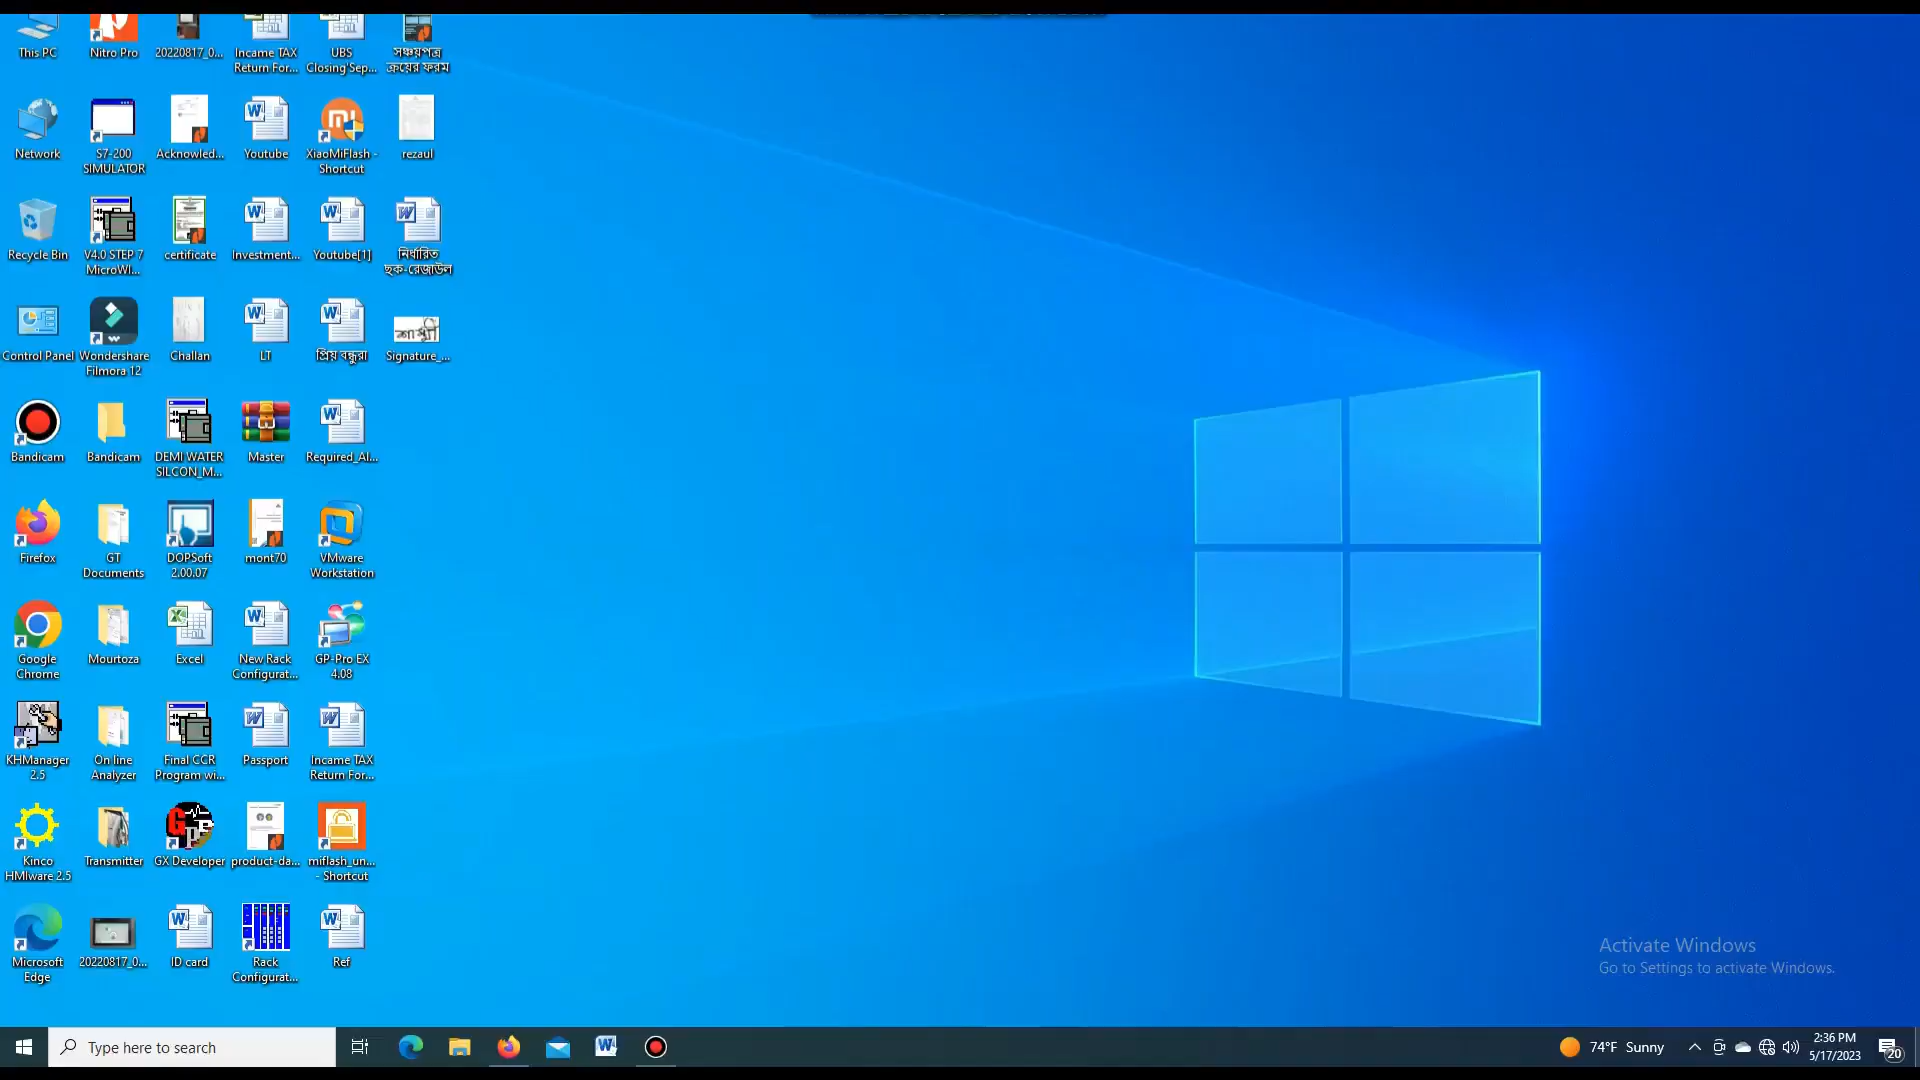 This PC
Nitro Pro
20220817_0...
Incame TAX
Return For...
UBS
Closing'Sep...
সঞ্চয়পত্র
ক্রয়ের ফরম
Network
S7-200
SIMULATOR
Acknowled...
Youtube
XiaoMiFlash -
Shortcut
rezaul
Recycle Bin
V4.0 STEP 7
MicroWI...
certificate
Investment...
Youtube[1]
নির্ধারিত
ছক-রেজাউল
Control Panel
Wondershare
Filmora 12
Challan
LT
প্রিয় বন্ধুরা
শাম্মী
Signature_...
Bandicam
Bandicam
DEMI WATER
SILCON_M...
Master
Required_Al...
Firefox
GT
Documents
DOPSoft
2.00.07
mont70
VMware
Workstation
Google
Chrome
Mourtoza
Excel
New Rack
Configurat...
GP-Pro EX
4.08
KHManager
2.5
On line
Analyzer
Final CCR
Program wi...
Passport
Incame TAX
Return For...
Kinco
HMIware 2.5
Transmitter
GX Developer
product-da...
miflash_un...
- Shortcut
Microsoft
Edge
20220817_0...
ID card
Rack
Configurat...
Ref
Activate Windows
Go to Settings to activate Windows.
Type here to search
74°F Sunny
2:36 PM
5/17/2023
20